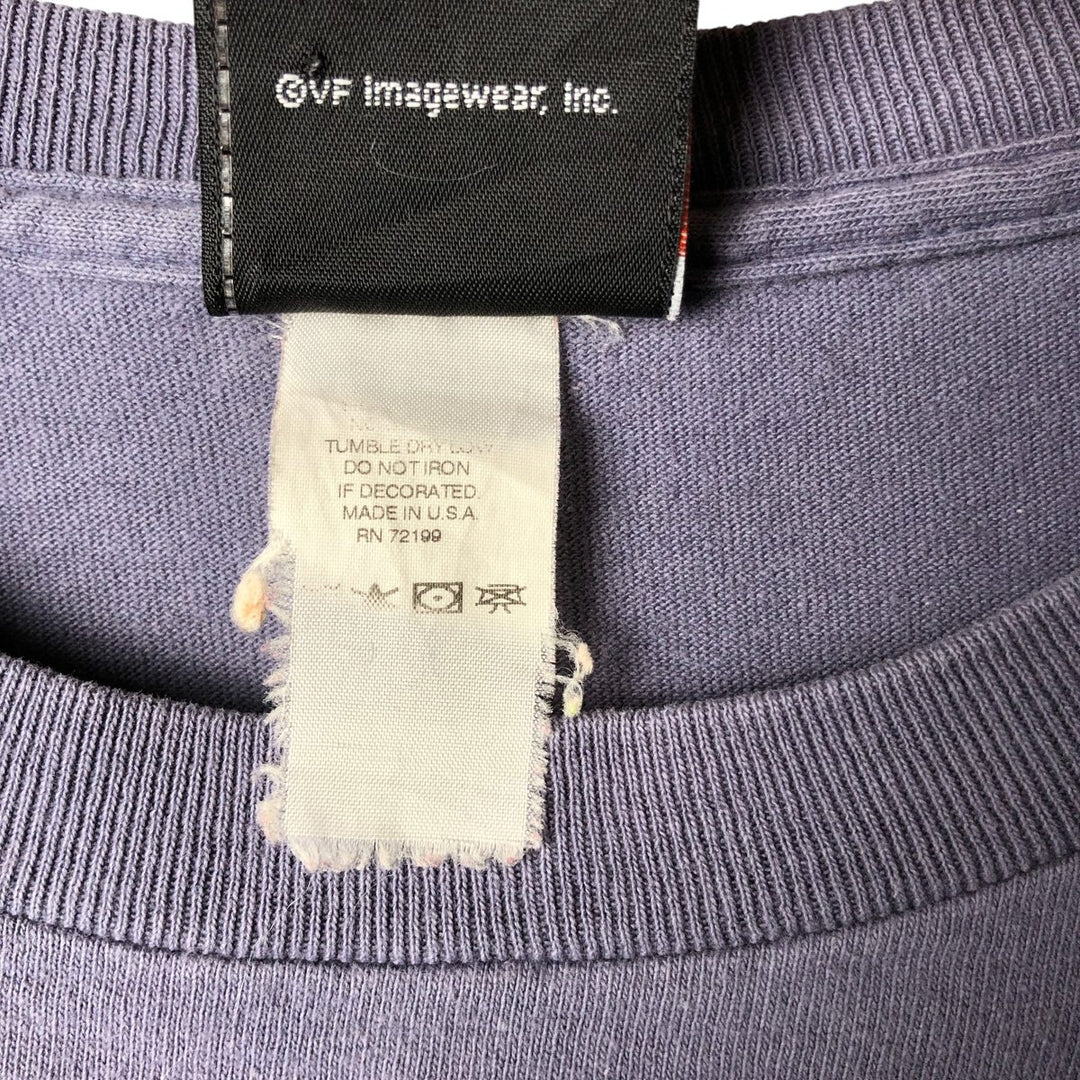 ©VF Imagewear, Inc.
TUMBLE DRY LOW
DO NOT IRON
IF DECORATED.
MADE IN U.S.A.
RN 72199